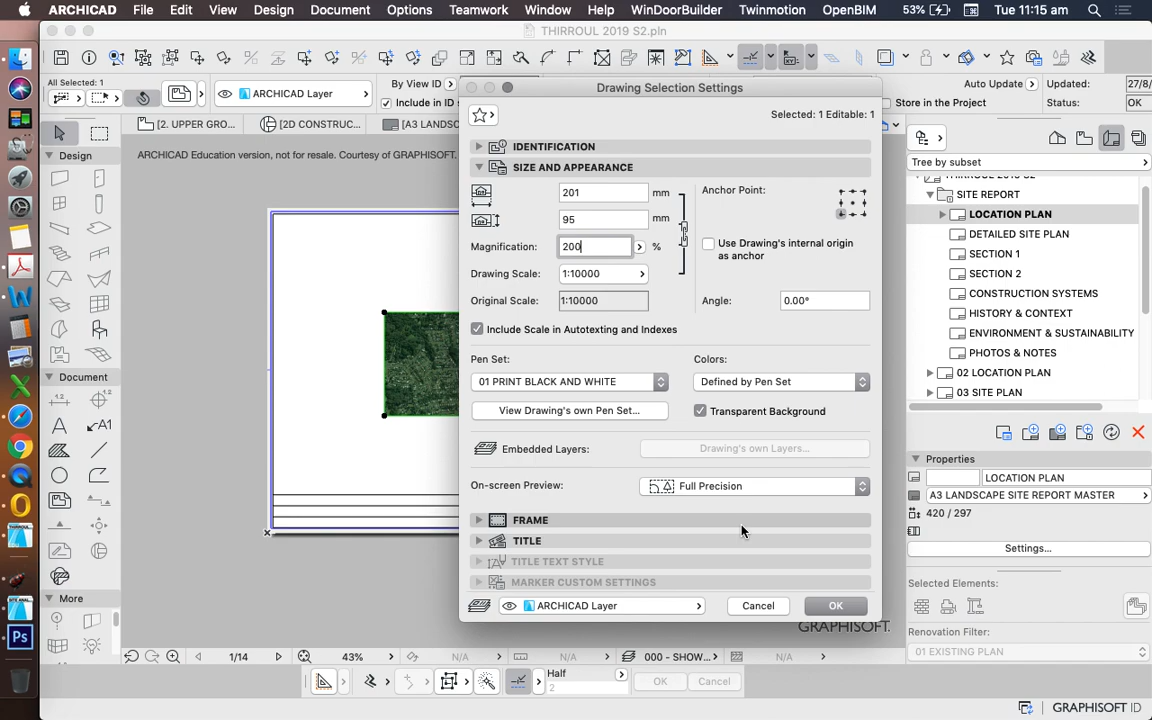 ARCHICAD File Edit View Design Document Options Teamwork Window Help WinDoorBuilder Twinmotion OpenBIM 53% Tue 11:15 am
THIRROUL 2019 S2.pln
All Selected: 1
ARCHICAD Layer
By View ID
Include in ID s
Auto Update
Updated: 27/8/
Store in the Project
Status: OK
[2. UPPER GRO...
[2D CONSTRUC...
[A3 LANDSC
ARCHICAD Education version, not for resale. Courtesy of GRAPHISOFT.
Design
Document
More
Drawing Selection Settings
Selected: 1 Editable: 1
IDENTIFICATION
SIZE AND APPEARANCE
201 mm
95 mm
Magnification: 200 %
Drawing Scale: 1:10000
Original Scale: 1:10000
Anchor Point:
Use Drawing's internal origin
as anchor
Angle: 0.00°
Include Scale in Autotexting and Indexes
Pen Set:
01 PRINT BLACK AND WHITE
View Drawing's own Pen Set...
Colors:
Defined by Pen Set
Transparent Background
Embedded Layers: Drawing's own Layers...
On-screen Preview: Full Precision
FRAME
TITLE
TITLE TEXT STYLE
MARKER CUSTOM SETTINGS
ARCHICAD Layer
Cancel
OK
GRAPHISOFT.
Tree by subset
THIRROUL 2019 S2
SITE REPORT
LOCATION PLAN
DETAILED SITE PLAN
SECTION 1
SECTION 2
CONSTRUCTION SYSTEMS
HISTORY & CONTEXT
ENVIRONMENT & SUSTAINABILITY
PHOTOS & NOTES
02 LOCATION PLAN
03 SITE PLAN
Properties
LOCATION PLAN
A3 LANDSCAPE SITE REPORT MASTER
420 / 297
Settings...
Selected Elements:
Renovation Filter:
01 EXISTING PLAN
1/14
43%
N/A
N/A
000 - SHOW...
N/A
Half
2
OK
Cancel
GRAPHISOFT ID